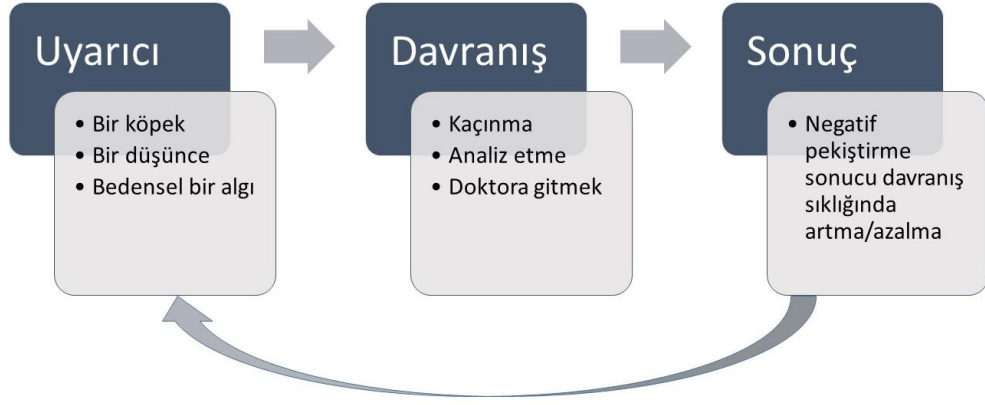 Uyarıcı
• Bir köpek
• Bir düşünce
• Bedensel bir algı
Davranış
• Kaçınma
• Analiz etme
• Doktora gitmek
Sonuç
• Negatif
pekiştirme
sonucu davranış
sıklığında
artma/azalma